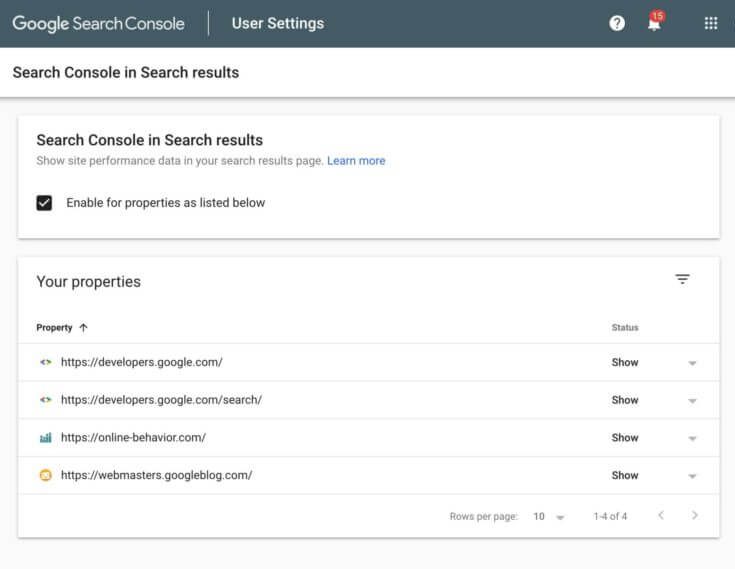 Google Search Console User Settings 15
Search Console in Search results
Search Console in Search results
Show site performance data in your search results page. Learn more
Enable for properties as listed below
Your properties
Property Status
https://developers.google.com/ Show
https://developers.google.com/search/ Show
https://online-behavior.com/ Show
https://webmasters.googleblog.com/ Show
Rows per page: 10 1-4 of 4